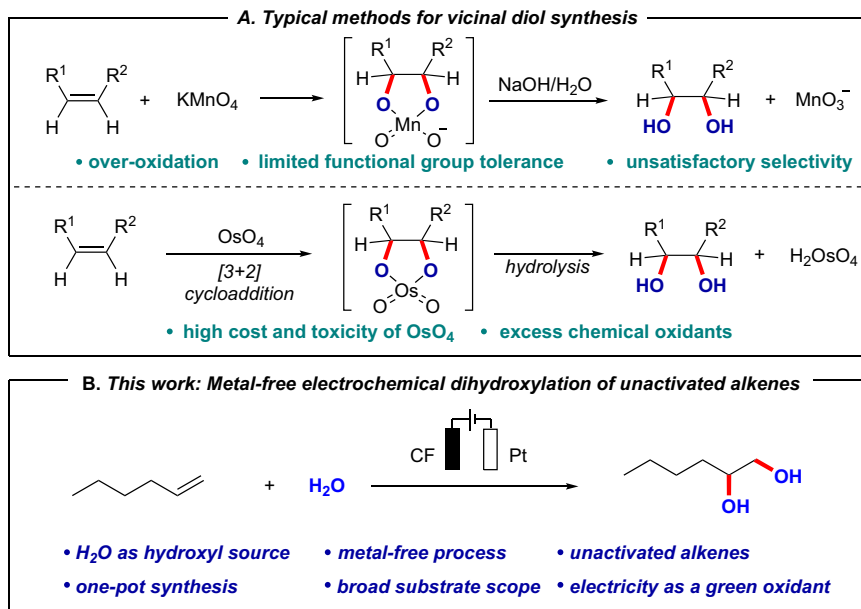 A. Typical methods for vicinal diol synthesis
R¹ R² H H + KMnO₄ R¹ R² H H O O Mn O O⁻ NaOH/H₂O R¹ R² H H HO OH + MnO₃⁻
• over-oxidation • limited functional group tolerance • unsatisfactory selectivity
R¹ R² H H OsO₄ [3+2] cycloaddition R¹ R² H H O O Os O O hydrolysis R¹ R² H H HO OH + H₂OsO₄
• high cost and toxicity of OsO₄ • excess chemical oxidants
B. This work: Metal-free electrochemical dihydroxylation of unactivated alkenes
+ H₂O CF Pt OH OH
• H₂O as hydroxyl source • metal-free process • unactivated alkenes
• one-pot synthesis • broad substrate scope • electricity as a green oxidant